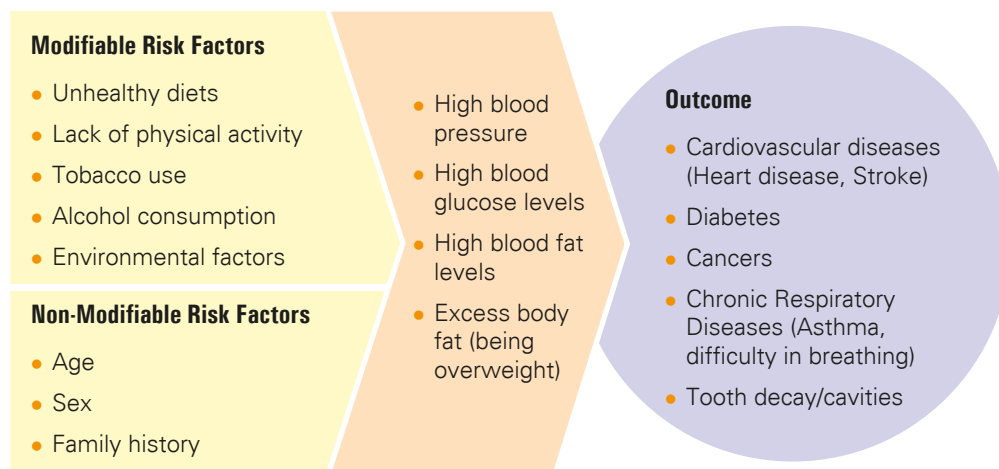 Modifiable Risk Factors
Unhealthy diets
Lack of physical activity
Tobacco use
Alcohol consumption
Environmental factors
Non-Modifiable Risk Factors
Age
Sex
Family history
High blood
pressure
High blood
glucose levels
High blood fat
levels
Excess body
fat (being
overweight)
Outcome
Cardiovascular diseases
(Heart disease, Stroke)
Diabetes
Cancers
Chronic Respiratory
Diseases (Asthma,
difficulty in breathing)
Tooth decay/cavities